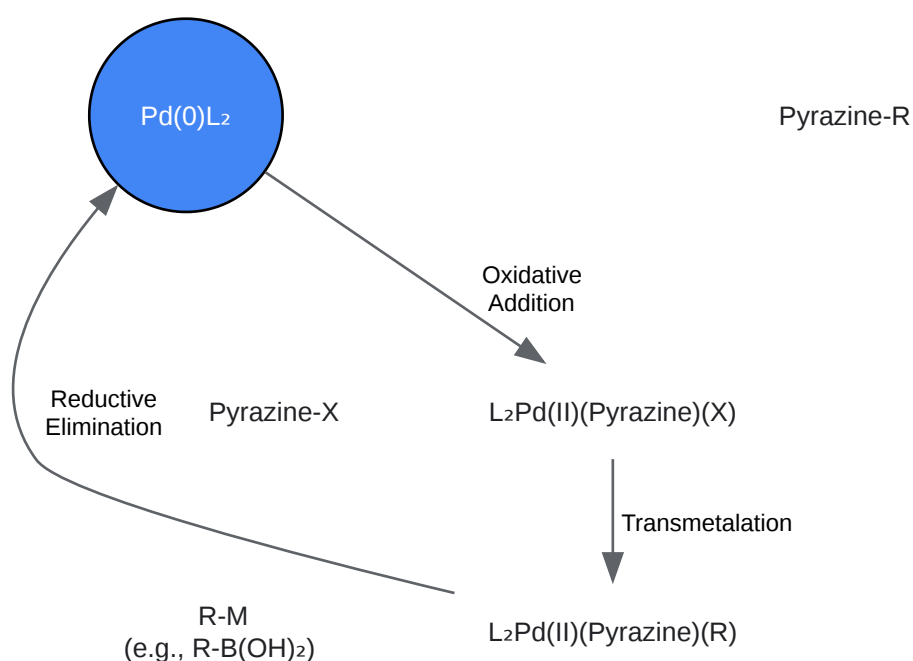 Pd(0)L₂
Pyrazine-R
Oxidative
Addition
Reductive
Elimination
Pyrazine-X
L₂Pd(II)(Pyrazine)(X)
Transmetalation
R-M
(e.g., R-B(OH)₂)
L₂Pd(II)(Pyrazine)(R)